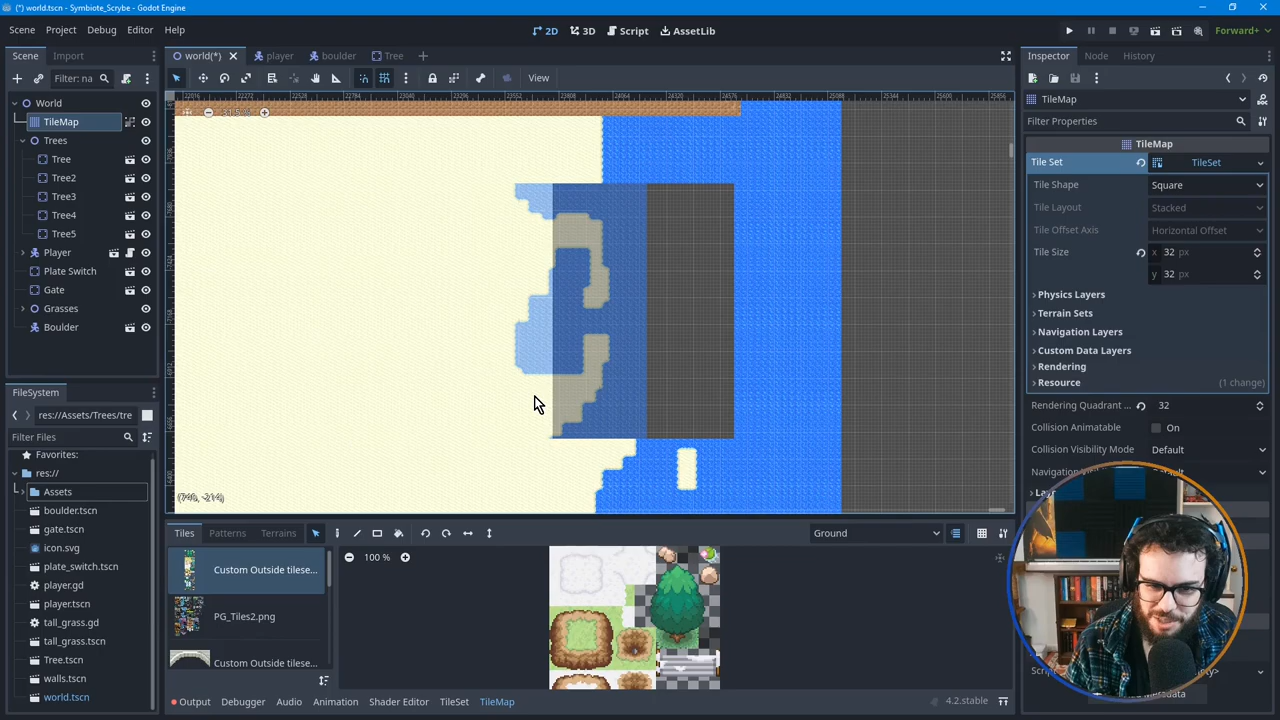 (*) world.tscn - Symbiote_Scrybe - Godot Engine
Scene Project Debug Editor Help
2D 3D Script AssetLib
Forward+
Scene Import
Filter: na
World
TileMap
Trees
Tree
Tree2
Tree3
Tree4
Tree5
Player
Plate Switch
Gate
Grasses
Boulder
FileSystem
res://Assets/Trees/tre
Filter Files
Favorites:
res://
Assets
boulder.tscn
gate.tscn
icon.svg
plate_switch.tscn
player.gd
player.tscn
tall_grass.gd
tall_grass.tscn
Tree.tscn
walls.tscn
world.tscn
world(*) player boulder Tree
View
Tiles Patterns Terrains
Ground
Custom Outside tilese...
PG_Tiles2.png
Custom Outside tilese...
100 %
Output Debugger Audio Animation Shader Editor TileSet TileMap
4.2.stable
Inspector Node History
TileMap
Filter Properties
TileMap
Tile Set TileSet
Tile Shape Square
Tile Layout Stacked
Tile Offset Axis Horizontal Offset
Tile Size x 32 px
y 32 px
Physics Layers
Terrain Sets
Navigation Layers
Custom Data Layers
Rendering
Resource (1 change)
Rendering Quadrant ... 32
Collision Animatable On
Collision Visibility Mode Default